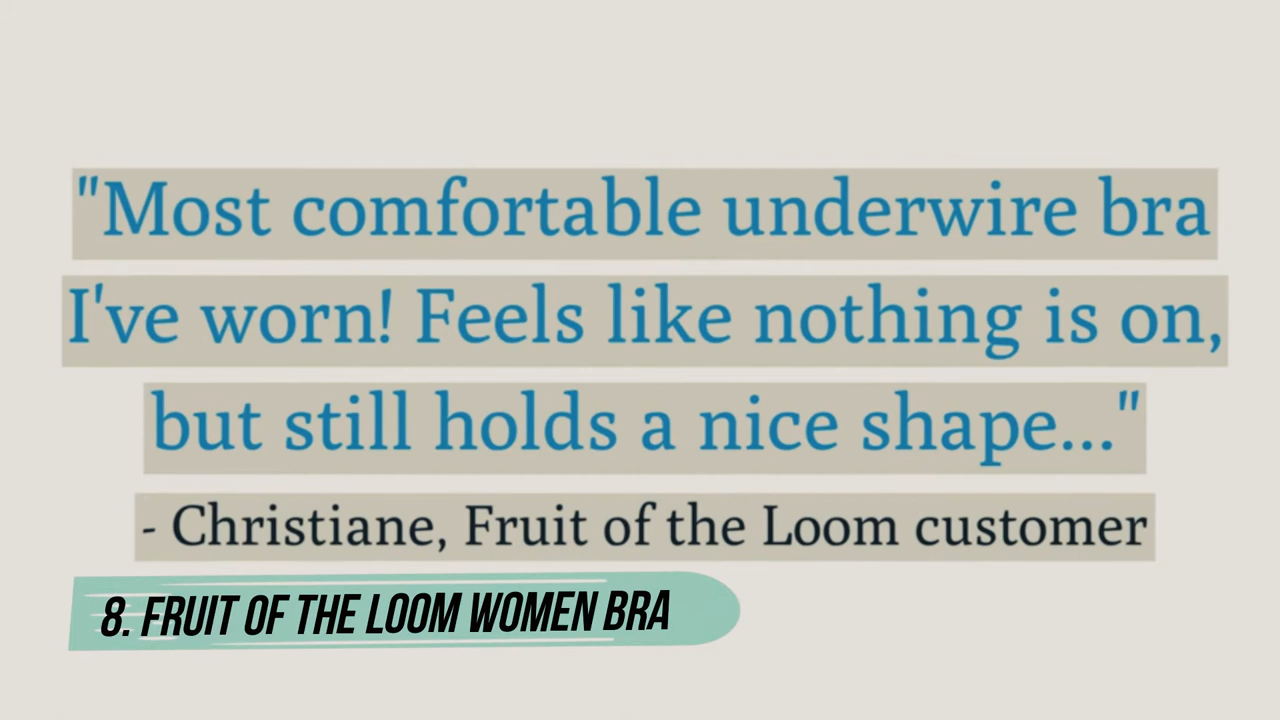 "Most comfortable underwire bra
I've worn! Feels like nothing is on,
but still holds a nice shape..."
- Christiane, Fruit of the Loom customer
8. FRUIT OF THE LOOM WOMEN BRA